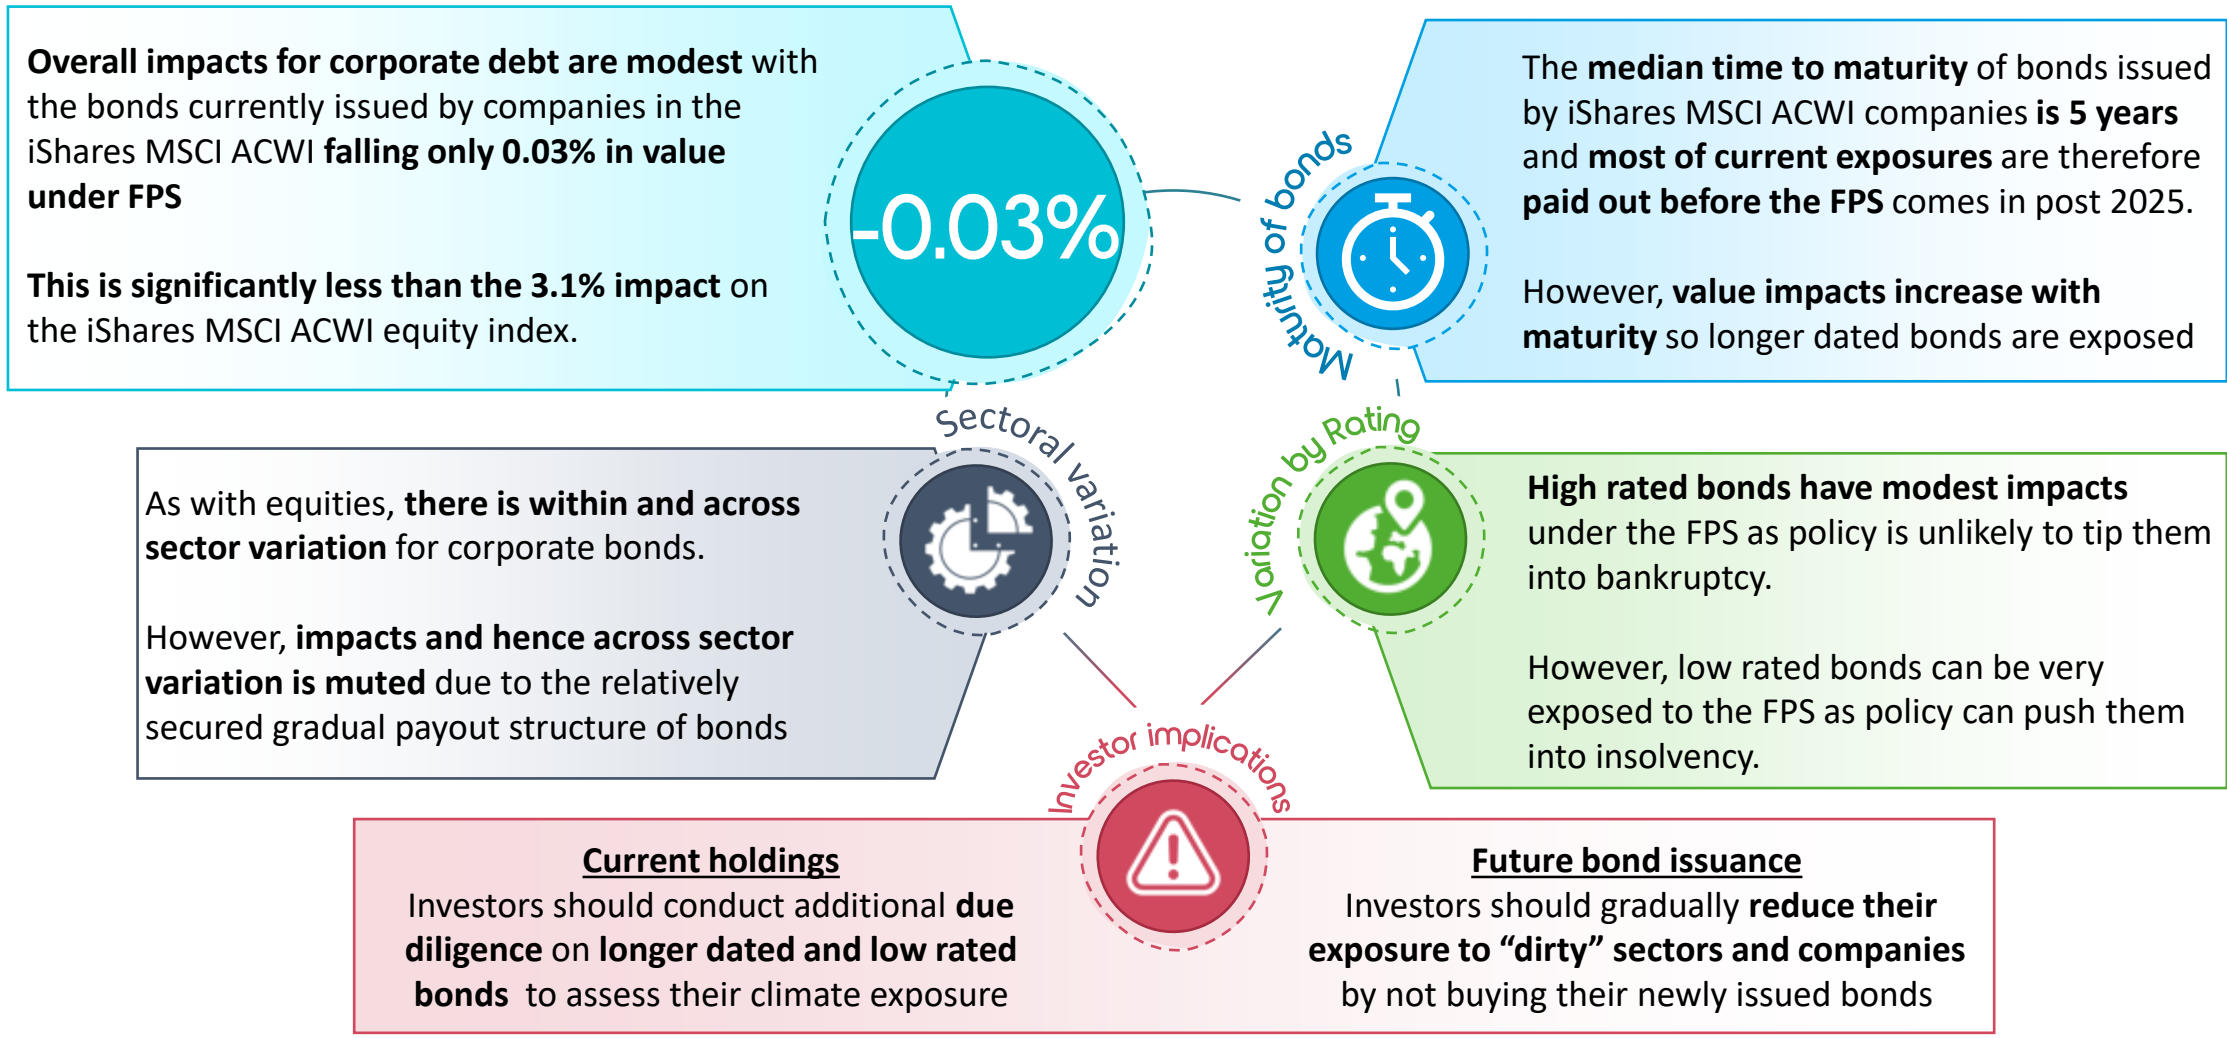 Overall impacts for corporate debt are modest with
the bonds currently issued by companies in the
iShares MSCI ACWI falling only 0.03% in value
under FPS
This is significantly less than the 3.1% impact on
the iShares MSCI ACWI equity index.
-0.03%
Maturity of bonds
The median time to maturity of bonds issued
by iShares MSCI ACWI companies is 5 years
and most of current exposures are therefore
paid out before the FPS comes in post 2025.
However, value impacts increase with
maturity so longer dated bonds are exposed
Sectoral variation
As with equities, there is within and across
sector variation for corporate bonds.
However, impacts and hence across sector
variation is muted due to the relatively
secured gradual payout structure of bonds
Variation by Rating
High rated bonds have modest impacts
under the FPS as policy is unlikely to tip them
into bankruptcy.
However, low rated bonds can be very
exposed to the FPS as policy can push them
into insolvency.
Investor implications
Current holdings
Investors should conduct additional due
diligence on longer dated and low rated
bonds to assess their climate exposure
Future bond issuance
Investors should gradually reduce their
exposure to “dirty” sectors and companies
by not buying their newly issued bonds